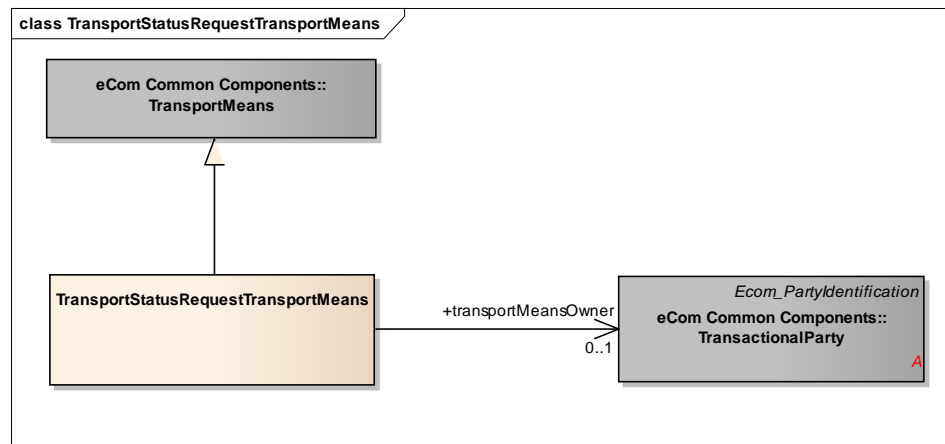 class TransportStatusRequestTransportMeans
eCom Common Components::
TransportMeans
TransportStatusRequestTransportMeans
+transportMeansOwner
0..1
Ecom_PartyIdentification
eCom Common Components::
TransactionalParty
A